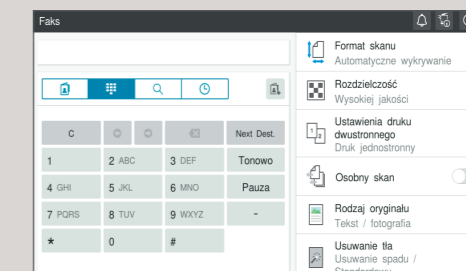 Faks
Format skanu
Automatyczne wykrywanie
Rozdzielczość
Wysokiej jakości
Ustawienia druku
dwustronnego
Druk jednostronny
Osobny skan
Rodzaj oryginału
Tekst / fotografia
Usuwanie tła
Usuwanie spadu /
C Next Dest.
1 2 ABC 3 DEF Tonowo
4 GHI 5 JKL 6 MNO Pauza
7 PQRS 8 TUV 9 WXYZ -
* 0 #